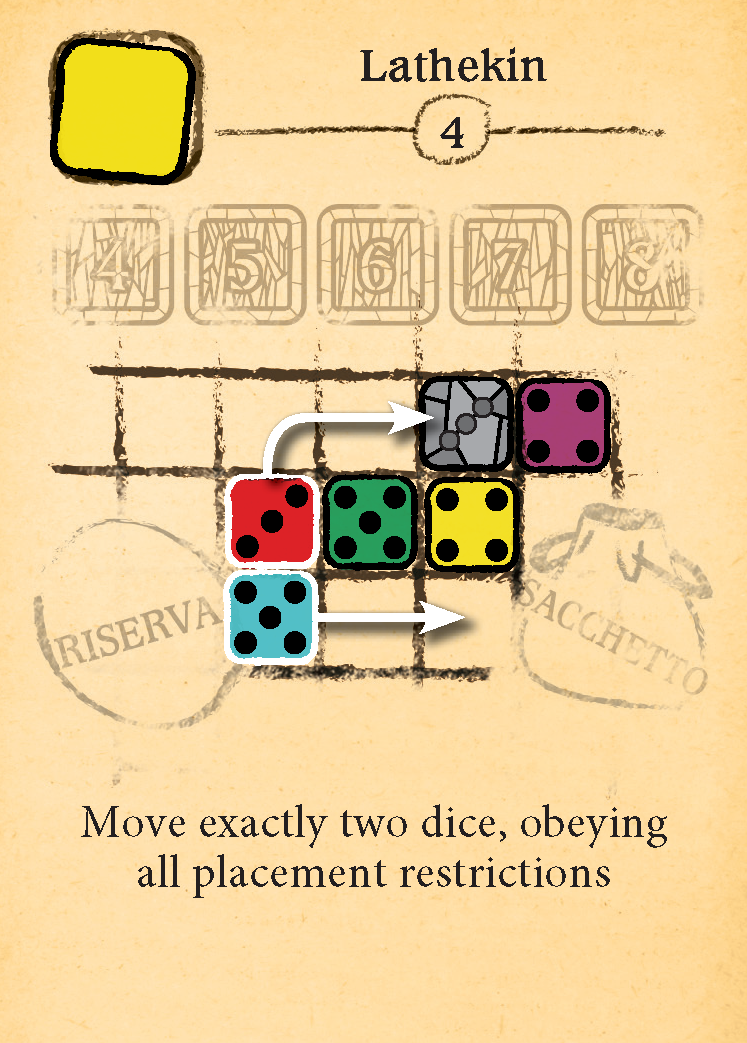 Lathekin
4
4 5 6 7 8
RISERVA
SACCHETTO
Move exactly two dice, obeying
all placement restrictions